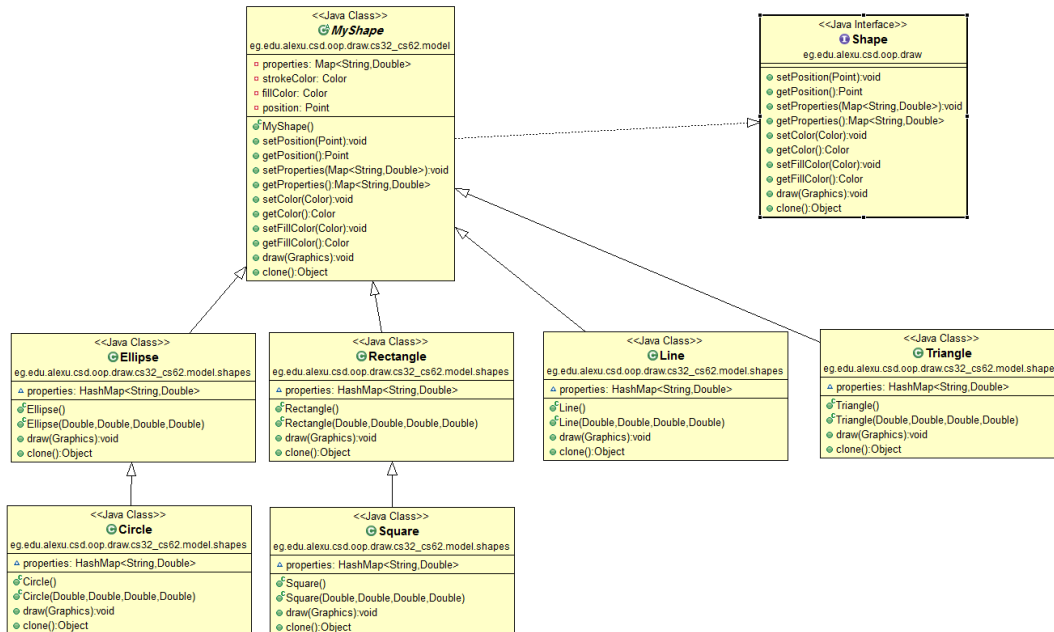 <<Java Class>>
MyShape
eg.edu.alexu.csd.oop.draw.cs32_cs62.model
properties: Map<String,Double>
strokeColor: Color
fillColor: Color
position: Point
MyShape()
setPosition(Point):void
getPosition():Point
setProperties(Map<String,Double>):void
getProperties():Map<String,Double>
setColor(Color):void
getColor():Color
setFillColor(Color):void
getFillColor():Color
draw(Graphics):void
clone():Object
<<Java Interface>>
Shape
eg.edu.alexu.csd.oop.draw
setPosition(Point):void
getPosition():Point
setProperties(Map<String,Double>):void
getProperties():Map<String,Double>
setColor(Color):void
getColor():Color
setFillColor(Color):void
getFillColor():Color
draw(Graphics):void
clone():Object
<<Java Class>>
Ellipse
eg.edu.alexu.csd.oop.draw.cs32_cs62.model.shapes
properties: HashMap<String,Double>
Ellipse()
Ellipse(Double,Double,Double,Double)
draw(Graphics):void
clone():Object
<<Java Class>>
Rectangle
eg.edu.alexu.csd.oop.draw.cs32_cs62.model.shapes
properties: HashMap<String,Double>
Rectangle()
Rectangle(Double,Double,Double,Double)
draw(Graphics):void
clone():Object
<<Java Class>>
Line
eg.edu.alexu.csd.oop.draw.cs32_cs62.model.shapes
properties: HashMap<String,Double>
Line()
Line(Double,Double,Double,Double)
draw(Graphics):void
clone():Object
<<Java Class>>
Triangle
eg.edu.alexu.csd.oop.draw.cs32_cs62.model.shapes
properties: HashMap<String,Double>
Triangle()
Triangle(Double,Double,Double,Double)
draw(Graphics):void
clone():Object
<<Java Class>>
Circle
eg.edu.alexu.csd.oop.draw.cs32_cs62.model.shapes
properties: HashMap<String,Double>
Circle()
Circle(Double,Double,Double,Double)
draw(Graphics):void
clone():Object
<<Java Class>>
Square
eg.edu.alexu.csd.oop.draw.cs32_cs62.model.shapes
properties: HashMap<String,Double>
Square()
Square(Double,Double,Double,Double)
draw(Graphics):void
clone():Object